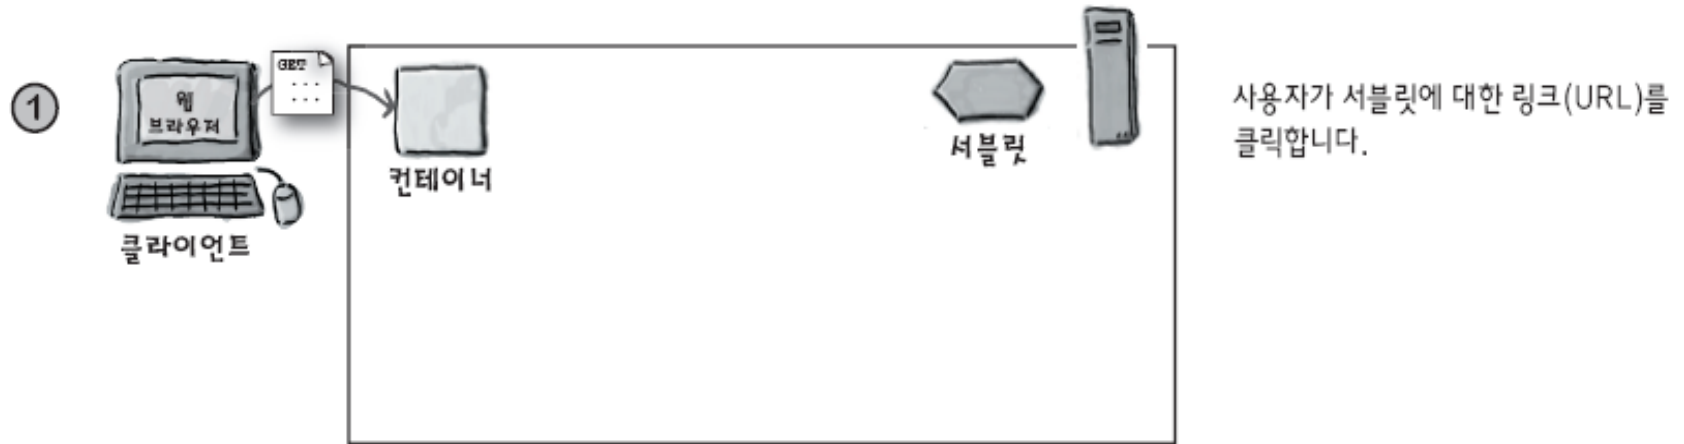 1
웹
브라우저
GET
컨테이너
클라이언트
서블릿
사용자가 서블릿에 대한 링크(URL)를
클릭합니다.